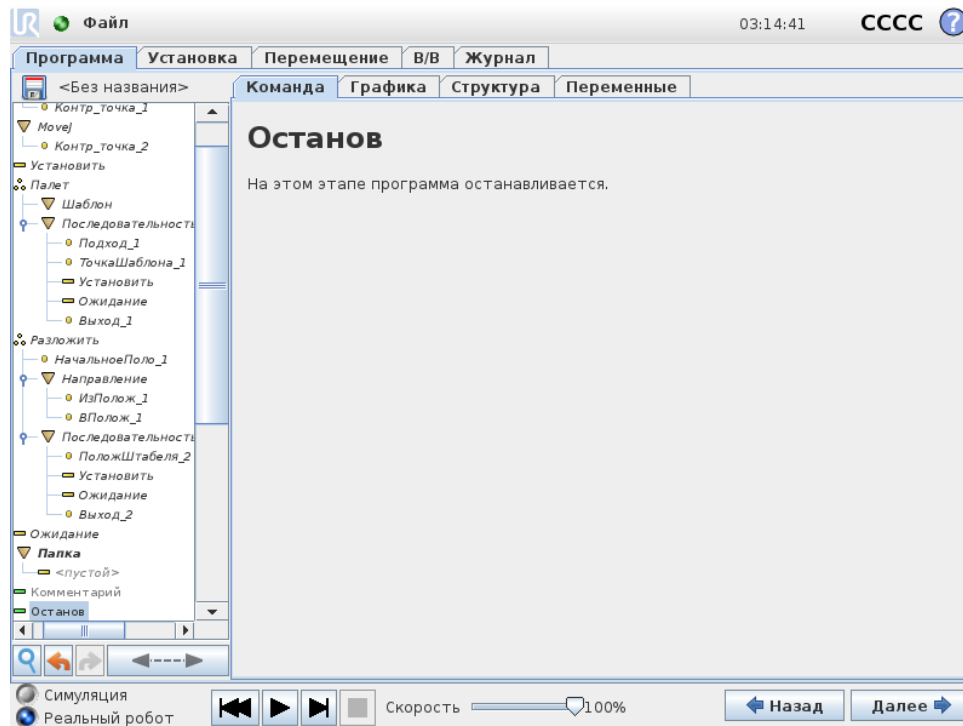 Файл
03:14:41
CCCC
?
Программа
Установка
Перемещение
В/В
Журнал
<Без названия>
Команда
Графика
Структура
Переменные
Контр_точка_1
MoveJ
Контр_точка_2
Установить
Палет
Шаблон
Последовательность
Подход_1
ТочкаШаблона_1
Установить
Ожидание
Выход_1
Разложить
НачальноеПоло_1
Направление
ИзПолож_1
ВПолож_1
Последовательность
ПоложШтабеля_2
Установить
Ожидание
Выход_2
Ожидание
Папка
<пустой>
Комментарий
Останов
Останов
На этом этапе программа останавливается.
Симуляция
Реальный робот
Скорость
100%
Назад
Далее